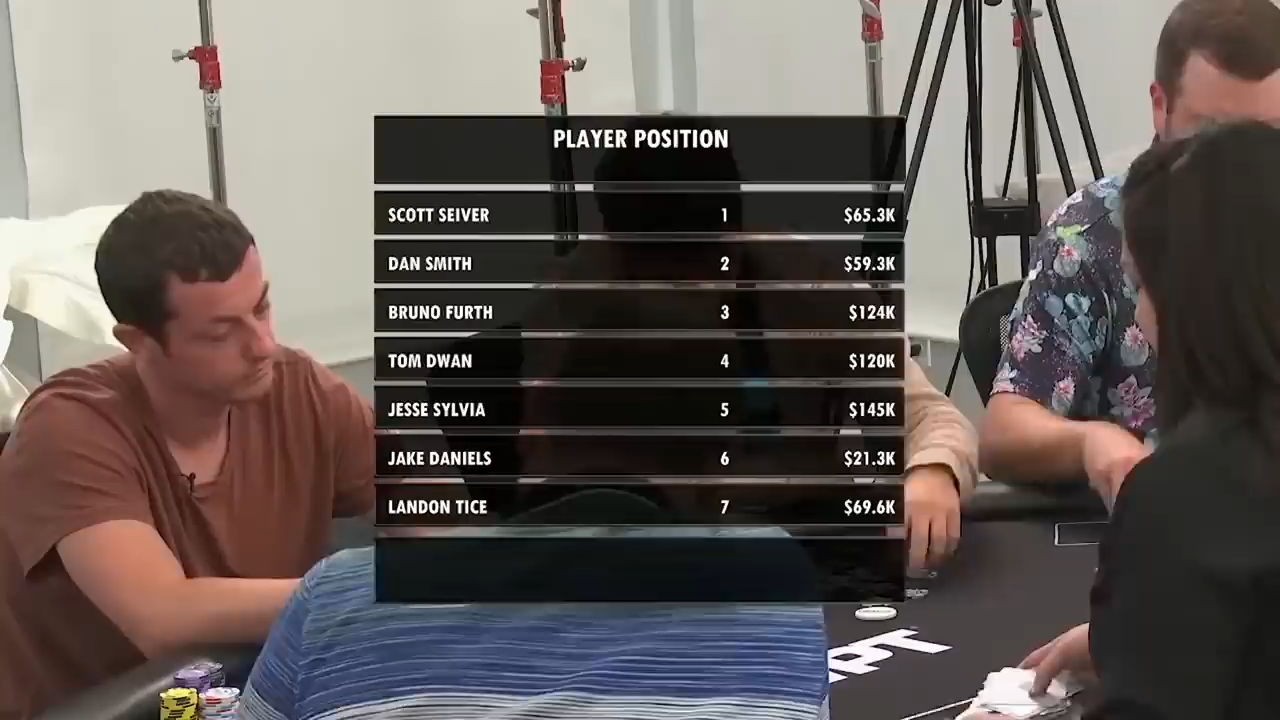 PLAYER POSITION
SCOTT SEIVER 1 $65.3K
DAN SMITH 2 $59.3K
BRUNO FURTH 3 $124K
TOM DWAN 4 $120K
JESSE SYLVIA 5 $145K
JAKE DANIELS 6 $21.3K
LANDON TICE 7 $69.6K
PT